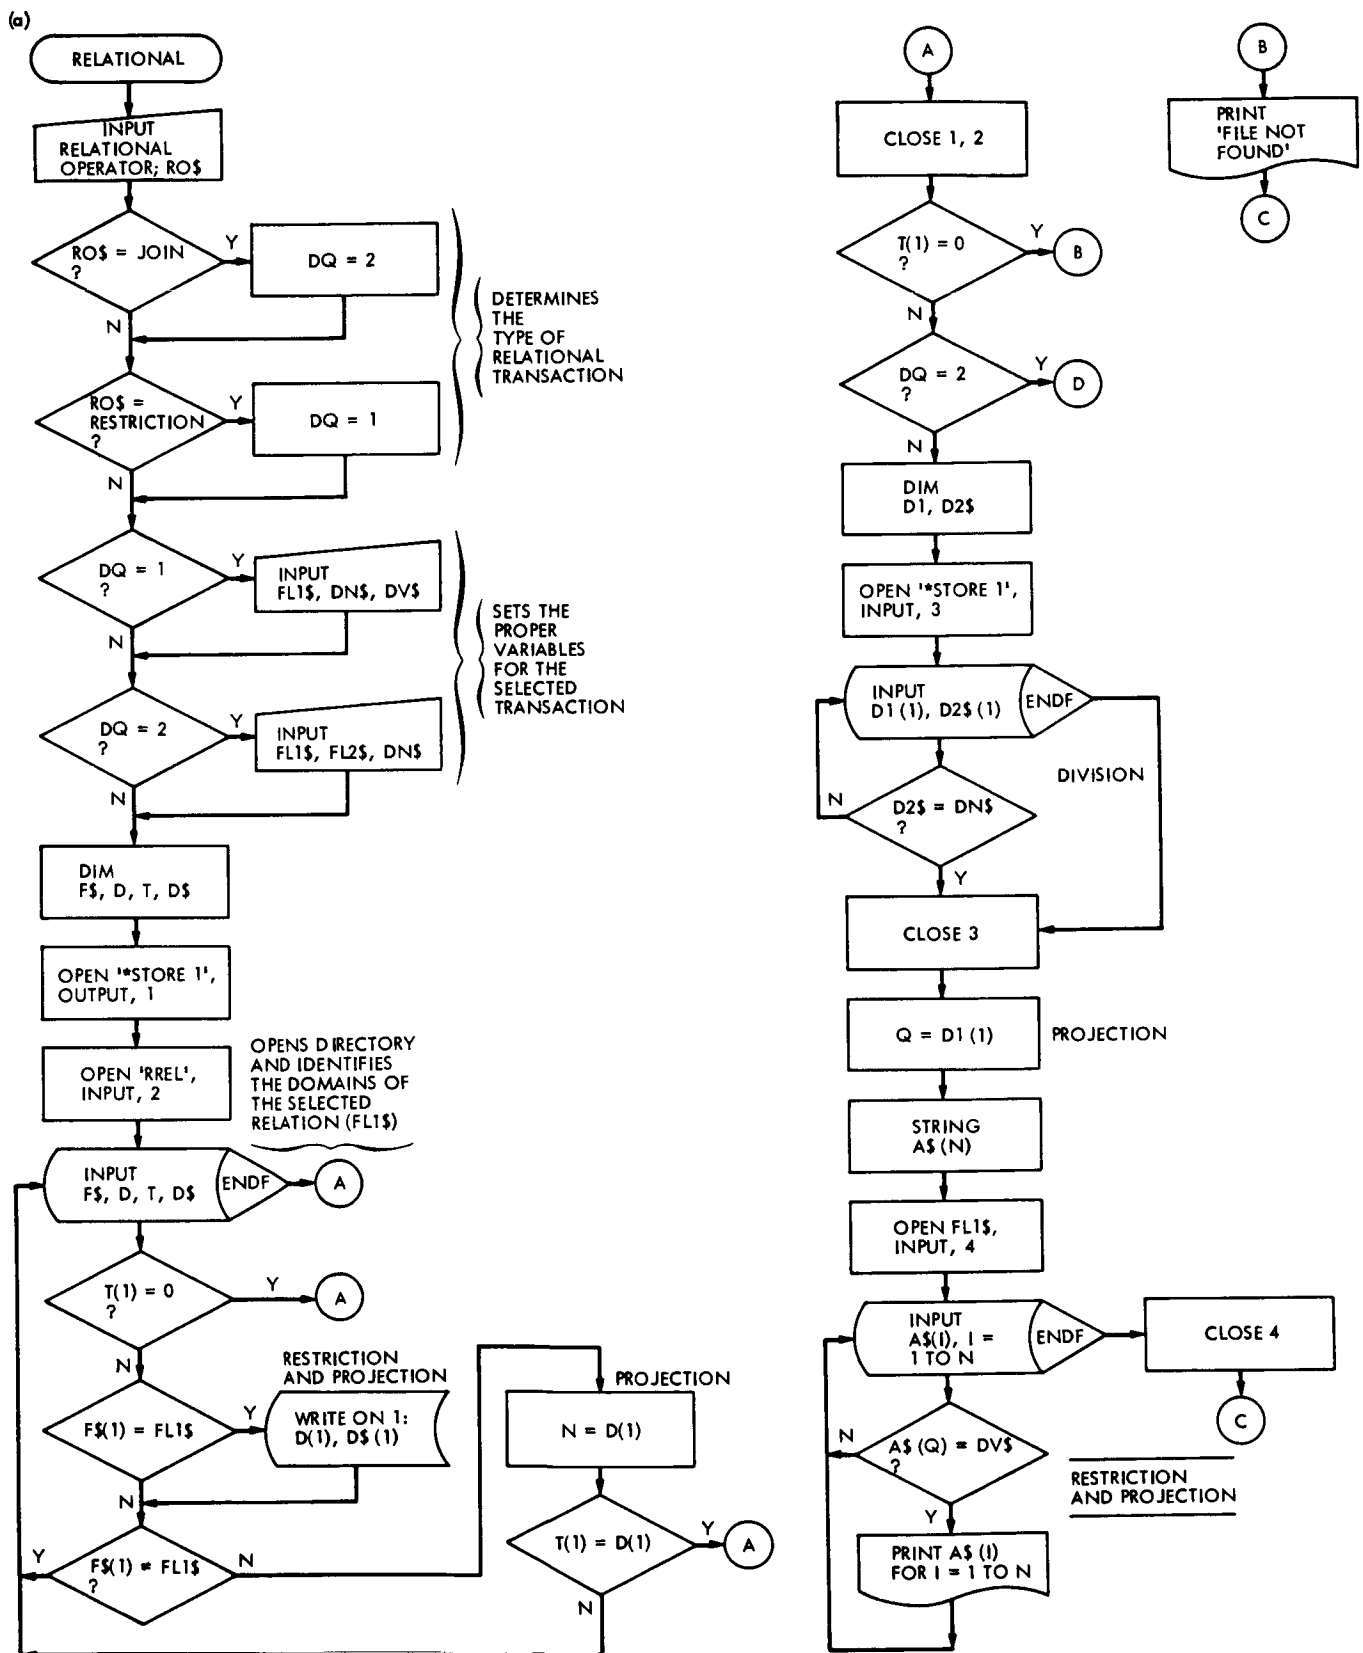 (a)
RELATIONAL
INPUT
RELATIONAL
OPERATOR; RO$
RO$ = JOIN
?
Y
DQ = 2
N
RO$ =
RESTRICTION
?
Y
DQ = 1
N
DETERMINES
THE
TYPE OF
RELATIONAL
TRANSACTION
DQ = 1
?
Y
INPUT
FL1$, DN$, DV$
N
DQ = 2
?
Y
INPUT
FL1$, FL2$, DN$
N
SETS THE
PROPER
VARIABLES
FOR THE
SELECTED
TRANSACTION
DIM
F$, D, T, D$
OPEN '*STORE 1',
OUTPUT, 1
OPEN 'RREL',
INPUT, 2
OPENS DIRECTORY
AND IDENTIFIES
THE DOMAINS OF
THE SELECTED
RELATION (FL1$)
INPUT
F$, D, T, D$
ENDF
A
T(1) = 0
?
Y
A
N
RESTRICTION
AND PROJECTION
F$(1) = FL1$
Y
WRITE ON 1:
D(1), D$(1)
N
F$(1) ≠ FL1$
?
Y
N
PROJECTION
N = D(1)
T(1) = D(1)
Y
A
N
A
CLOSE 1, 2
T(1) = 0
?
Y
B
N
DQ = 2
?
Y
D
N
DIM
D1, D2$
OPEN '*STORE 1',
INPUT, 3
INPUT
D1(1), D2$(1)
ENDF
DIVISION
D2$ = DN$
?
N
Y
CLOSE 3
Q = D1(1)
PROJECTION
STRING
A$(N)
OPEN FL1$,
INPUT, 4
INPUT
A$(I), I =
1 TO N
ENDF
CLOSE 4
C
A$(Q) = DV$
?
N
Y
RESTRICTION
AND PROJECTION
PRINT A$(I)
FOR I = 1 TO N
B
PRINT
'FILE NOT
FOUND'
C